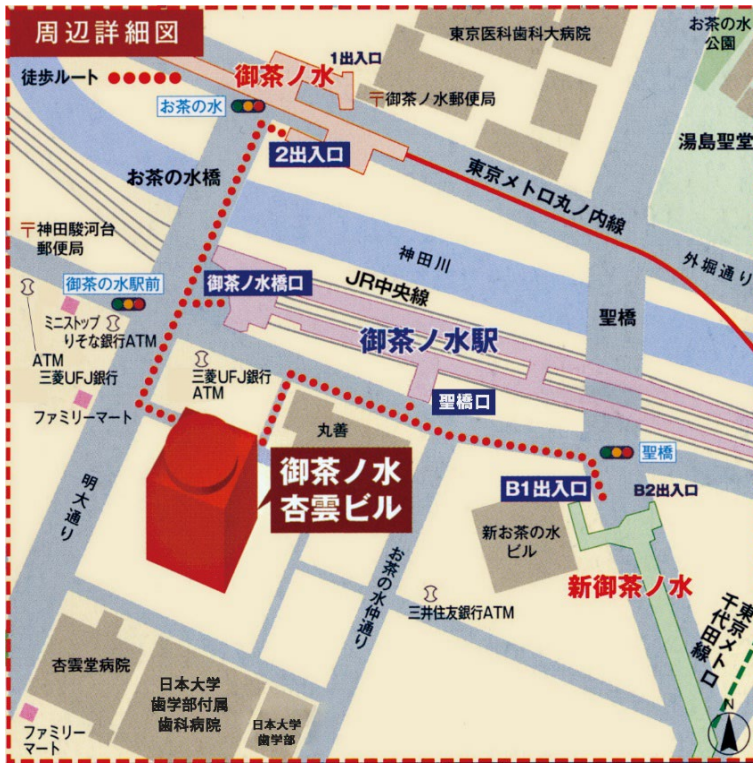 周辺詳細図
徒歩ルート
東京医科歯科大病院
お茶の水
公園
1出入口
御茶ノ水
〒御茶ノ水郵便局
お茶の水
湯島聖堂
2出入口
お茶の水橋
東京メトロ丸ノ内線
〒神田駿河台
郵便局
神田川
外堀通り
御茶の水駅前
御茶ノ水橋口
JR中央線
聖橋
ミニストップ
りそな銀行ATM
御茶ノ水駅
ATM
三菱UFJ銀行
三菱UFJ銀行
ATM
聖橋口
ファミリーマート
丸善
聖橋
御茶ノ水
杏雲ビル
B1出入口
B2出入口
明大通り
新お茶の水
ビル
お茶の水仲通り
新御茶ノ水
三井住友銀行ATM
東京メトロ
千代田線
杏雲堂病院
日本大学
歯学部付属
歯科病院
日本大学
歯学部
ファミリー
マート
N